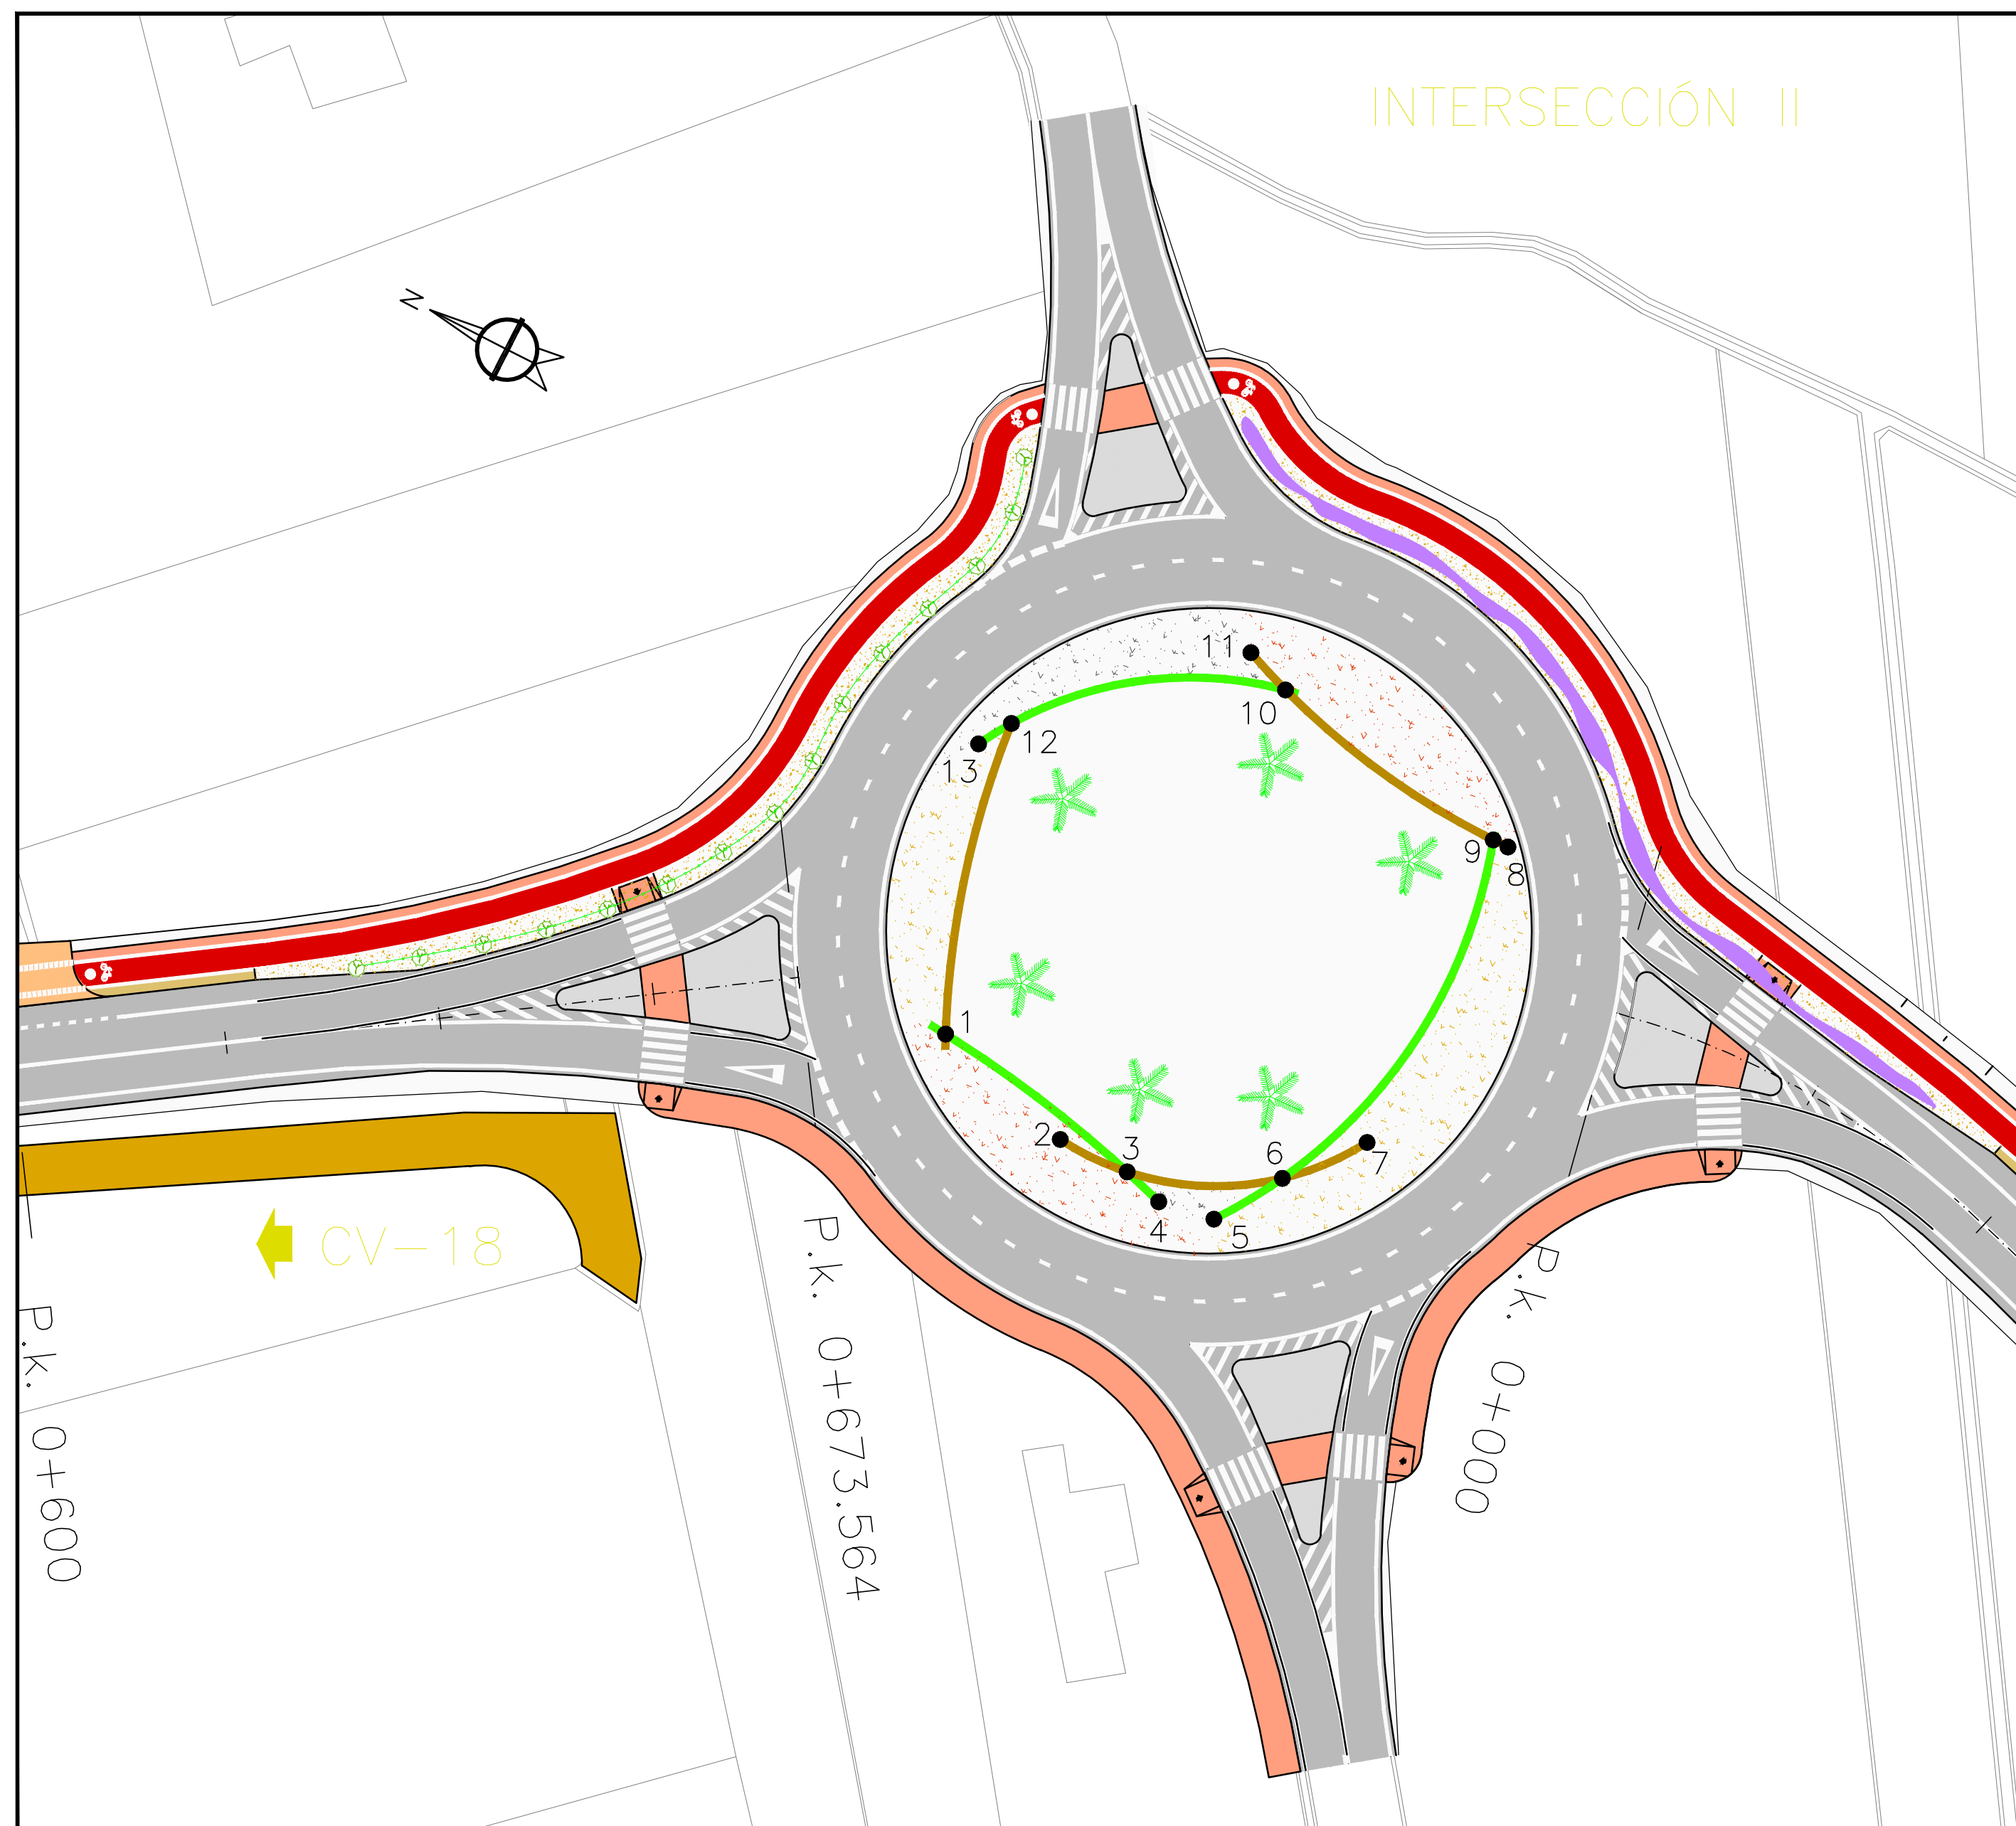 INTERSECCIÓN II
N
11
10
12
13
9
8
1
2
3
6
7
4
5
CV-18
P.k. 0+673.564
P.k. 0+000
P.k. 0+600